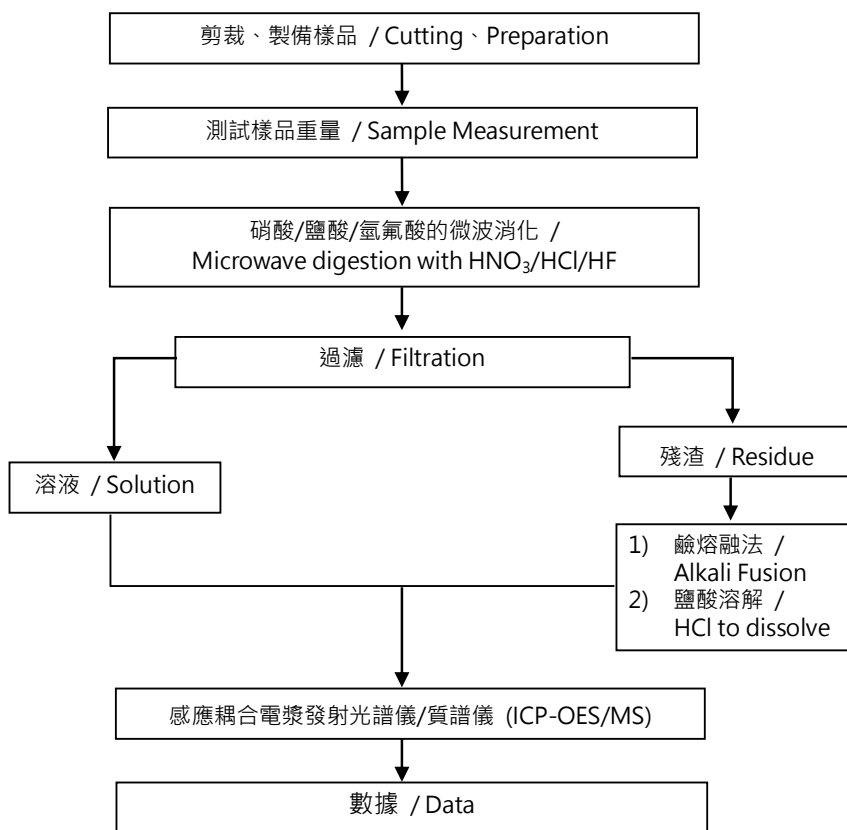 剪裁、製備樣品 / Cutting、Preparation
測試樣品重量 / Sample Measurement
硝酸/鹽酸/氫氟酸的微波消化 /
Microwave digestion with HNO₃/HCl/HF
過濾 / Filtration
溶液 / Solution
殘渣 / Residue
1) 鹼熔融法 /
Alkali Fusion
2) 鹽酸溶解 /
HCl to dissolve
感應耦合電漿發射光譜儀/質譜儀 (ICP-OES/MS)
數據 / Data